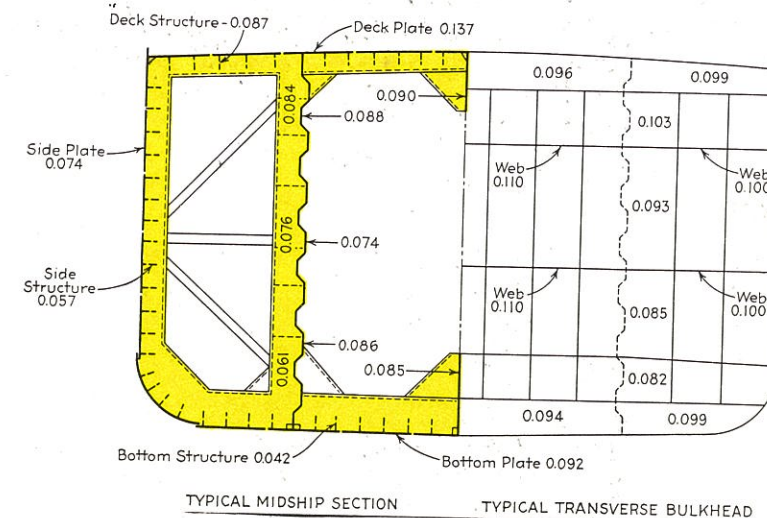 Deck Structure - 0.087
Deck Plate 0.137
0.096
0.099
0.084
0.090
0.088
0.103
Side Plate
0.074
Web
0.110
Web
0.100
0.076
0.093
0.074
Side
Structure
0.057
Web
0.110
Web
0.100
0.085
0.086
0.061
0.085
0.082
0.094
0.099
Bottom Structure 0.042
Bottom Plate 0.092
TYPICAL MIDSHIP SECTION
TYPICAL TRANSVERSE BULKHEAD